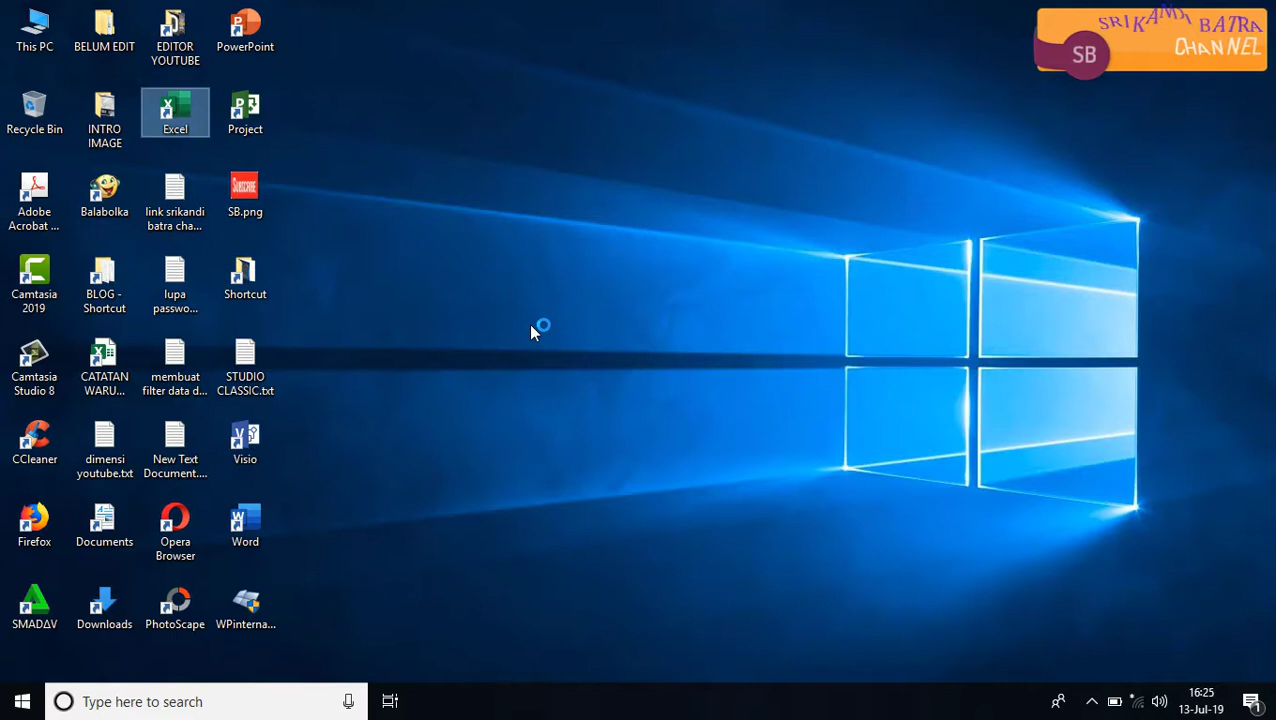 This PC
BELUM EDIT
EDITOR
YOUTUBE
PowerPoint
SRIKANDI BATRA
CHANNEL
SB
Recycle Bin
INTRO
IMAGE
Excel
Project
Adobe
Acrobat ...
Balabolka
link srikandi
batra cha...
SUBSCRIBE
SB.png
Camtasia
2019
BLOG -
Shortcut
lupa
passwo...
Shortcut
Camtasia
Studio 8
CATATAN
WARU...
membuat
filter data d...
STUDIO
CLASSIC.txt
CCleaner
dimensi
youtube.txt
New Text
Document....
Visio
Firefox
Documents
Opera
Browser
Word
SMADΔV
Downloads
PhotoScape
WPinterna...
Type here to search
16:25
13-Jul-19
1